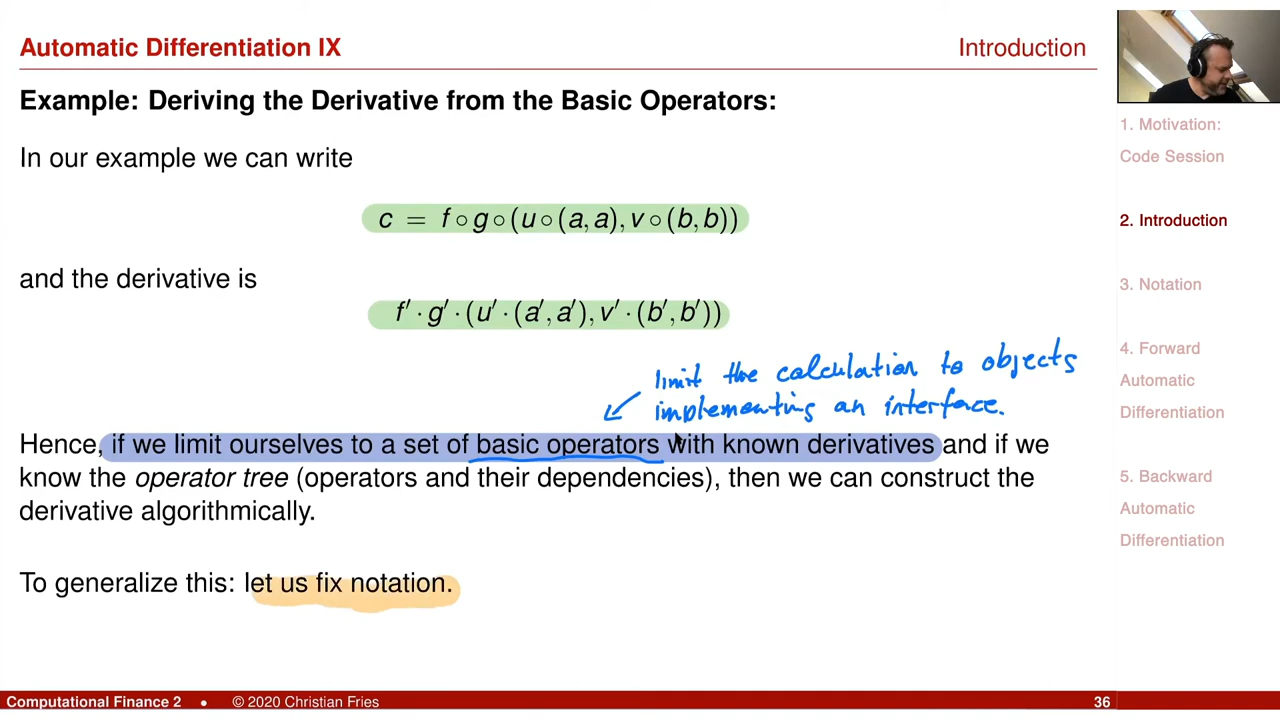 Automatic Differentiation IX
Introduction
Example: Deriving the Derivative from the Basic Operators:
In our example we can write
c = f ∘ g ∘ (u ∘ (a, a), v ∘ (b, b))
and the derivative is
f′ · g′ · (u′ · (a′, a′), v′ · (b′, b′))
limit the calculation to objects
implementing an interface.
Hence, if we limit ourselves to a set of basic operators with known derivatives and if we
know the operator tree (operators and their dependencies), then we can construct the
derivative algorithmically.
To generalize this: let us fix notation.
1. Motivation:
Code Session
2. Introduction
3. Notation
4. Forward
Automatic
Differentiation
5. Backward
Automatic
Differentiation
Computational Finance 2 • © 2020 Christian Fries
36